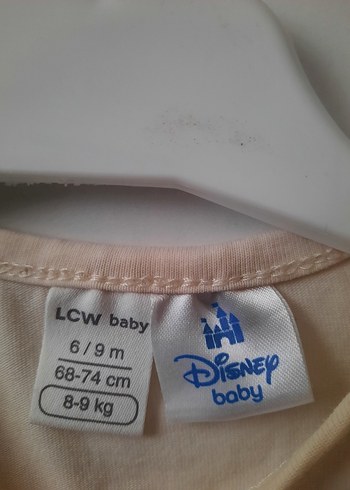 LCW baby
6/9 m
68-74 cm
8-9 kg
Disney
baby